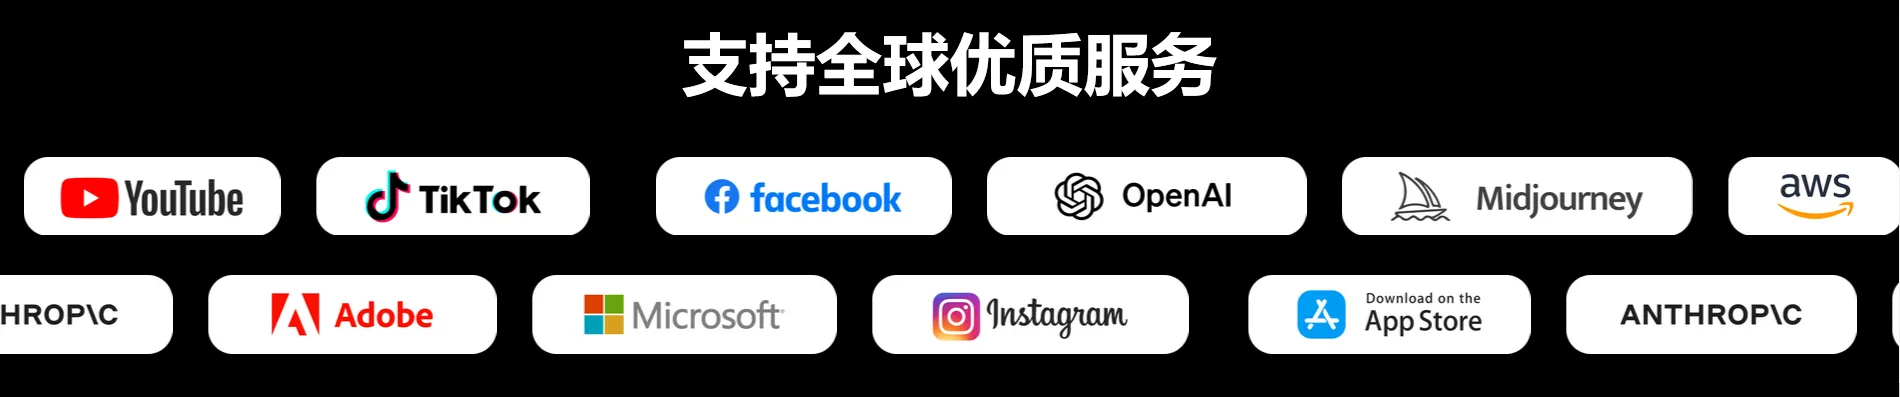 支持全球优质服务
YouTube
TikTok
facebook
OpenAI
Midjourney
aws
HROP\C
Adobe
Microsoft
Instagram
Download on the
App Store
ANTHROP\C